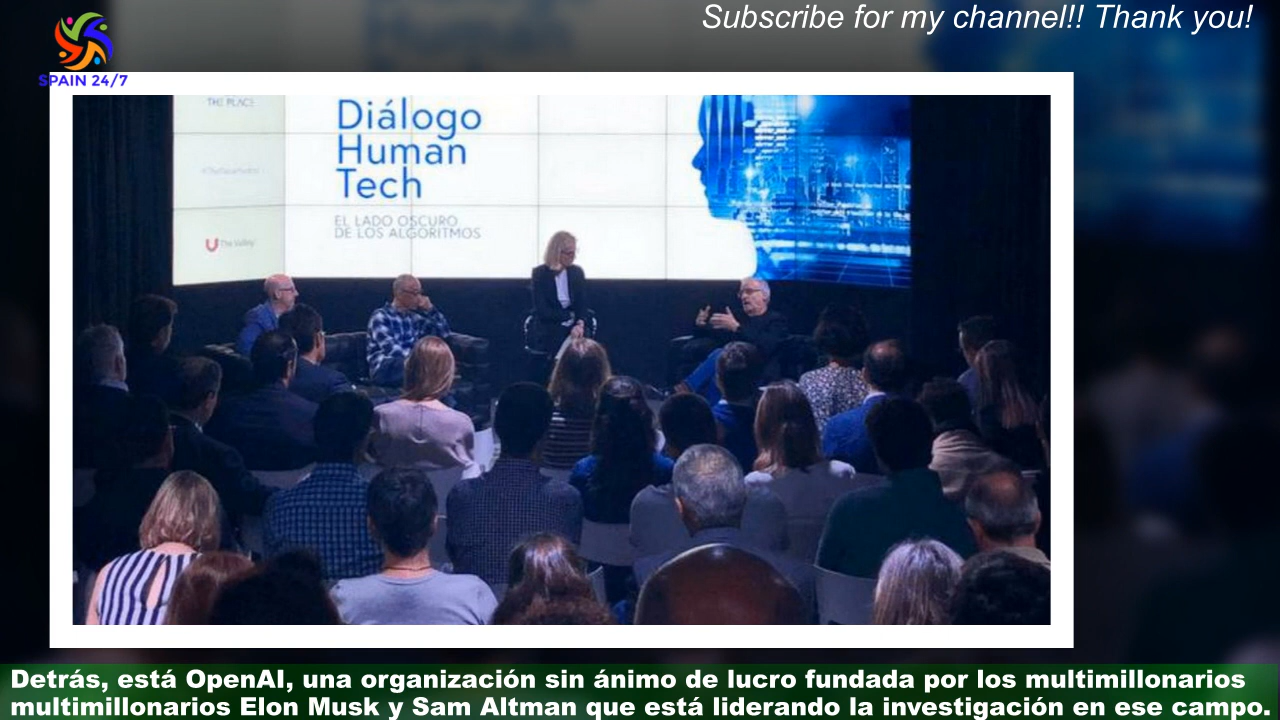 Subscribe for my channel!! Thank you!
SPAIN 24/7
THE PLACE
Diálogo
Human
Tech
EL LADO OSCURO
DE LOS ALGORITMOS
The Valley
Detrás, está OpenAI, una organización sin ánimo de lucro fundada por los multimillonarios
multimillonarios Elon Musk y Sam Altman que está liderando la investigación en ese campo.